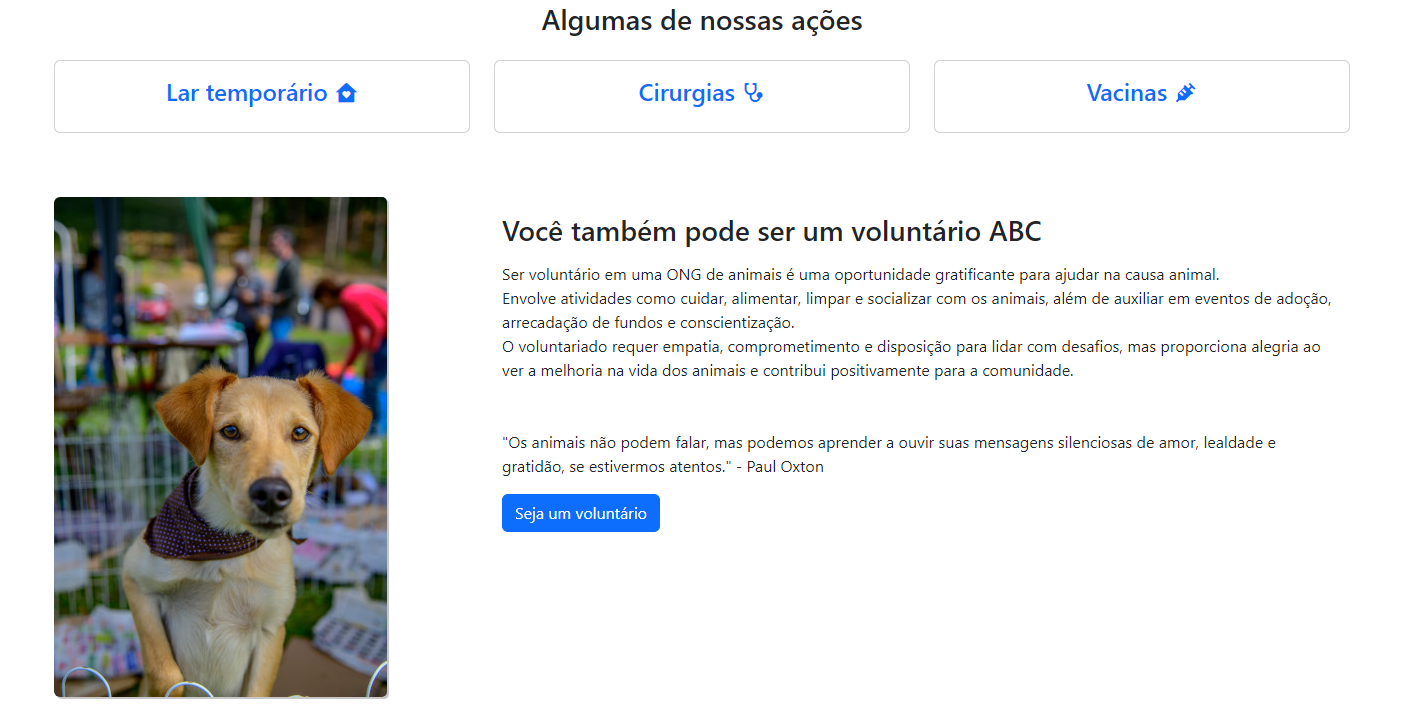 Algumas de nossas ações
Lar temporário
Cirurgias
Vacinas
Você também pode ser um voluntário ABC
Ser voluntário em uma ONG de animais é uma oportunidade gratificante para ajudar na causa animal.
Envolve atividades como cuidar, alimentar, limpar e socializar com os animais, além de auxiliar em eventos de adoção,
arrecadação de fundos e conscientização.
O voluntariado requer empatia, comprometimento e disposição para lidar com desafios, mas proporciona alegria ao
ver a melhoria na vida dos animais e contribui positivamente para a comunidade.
"Os animais não podem falar, mas podemos aprender a ouvir suas mensagens silenciosas de amor, lealdade e
gratidão, se estivermos atentos." - Paul Oxton
Seja um voluntário